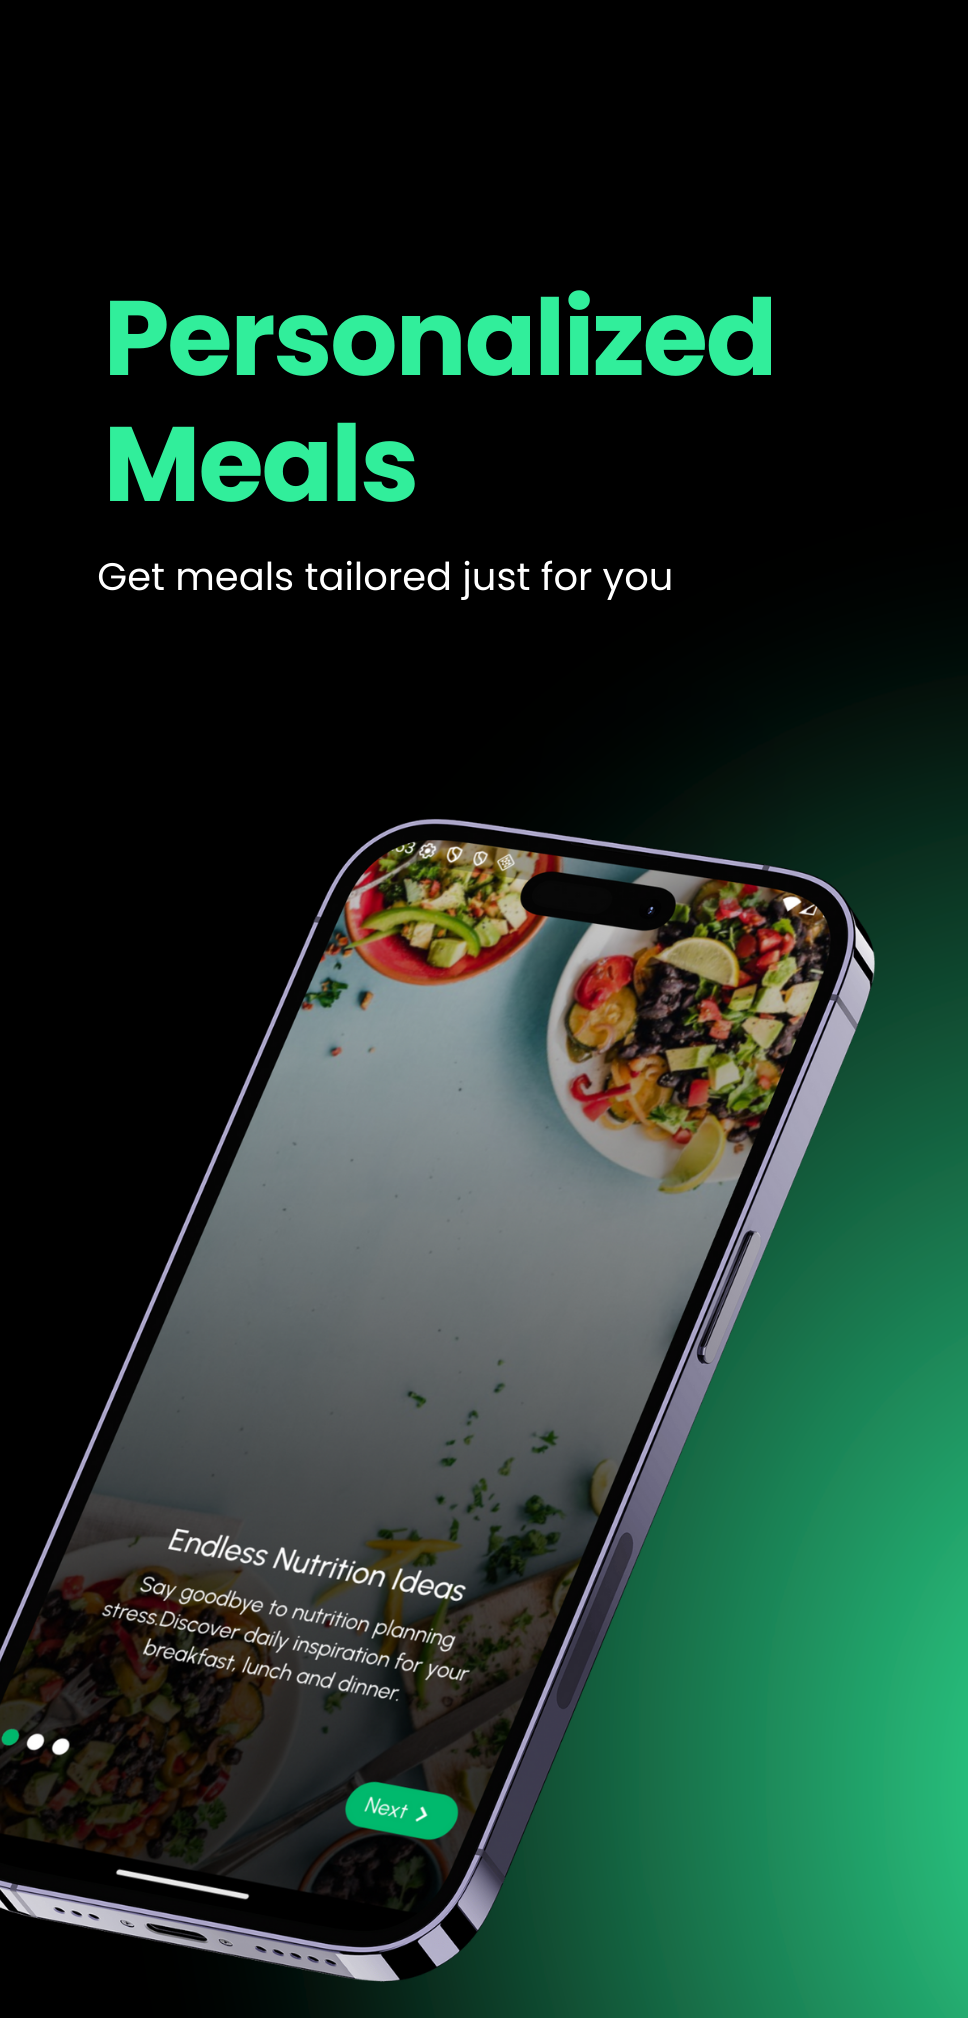 Personalized
Meals
Get meals tailored just for you
Endless Nutrition Ideas
Say goodbye to nutrition planning
stress.Discover daily inspiration for your
breakfast, lunch and dinner.
Next